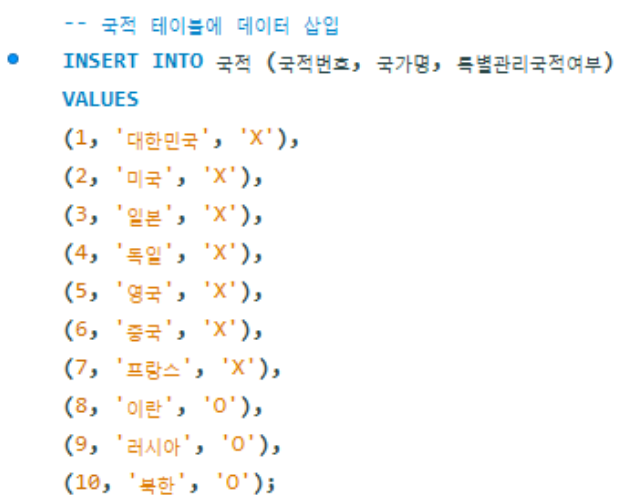 -- 국적 테이블에 데이터 삽입
INSERT INTO 국적 (국적번호, 국가명, 특별관리국적여부)
VALUES
(1, '대한민국', 'X'),
(2, '미국', 'X'),
(3, '일본', 'X'),
(4, '독일', 'X'),
(5, '영국', 'X'),
(6, '중국', 'X'),
(7, '프랑스', 'X'),
(8, '이란', 'O'),
(9, '러시아', 'O'),
(10, '북한', 'O');